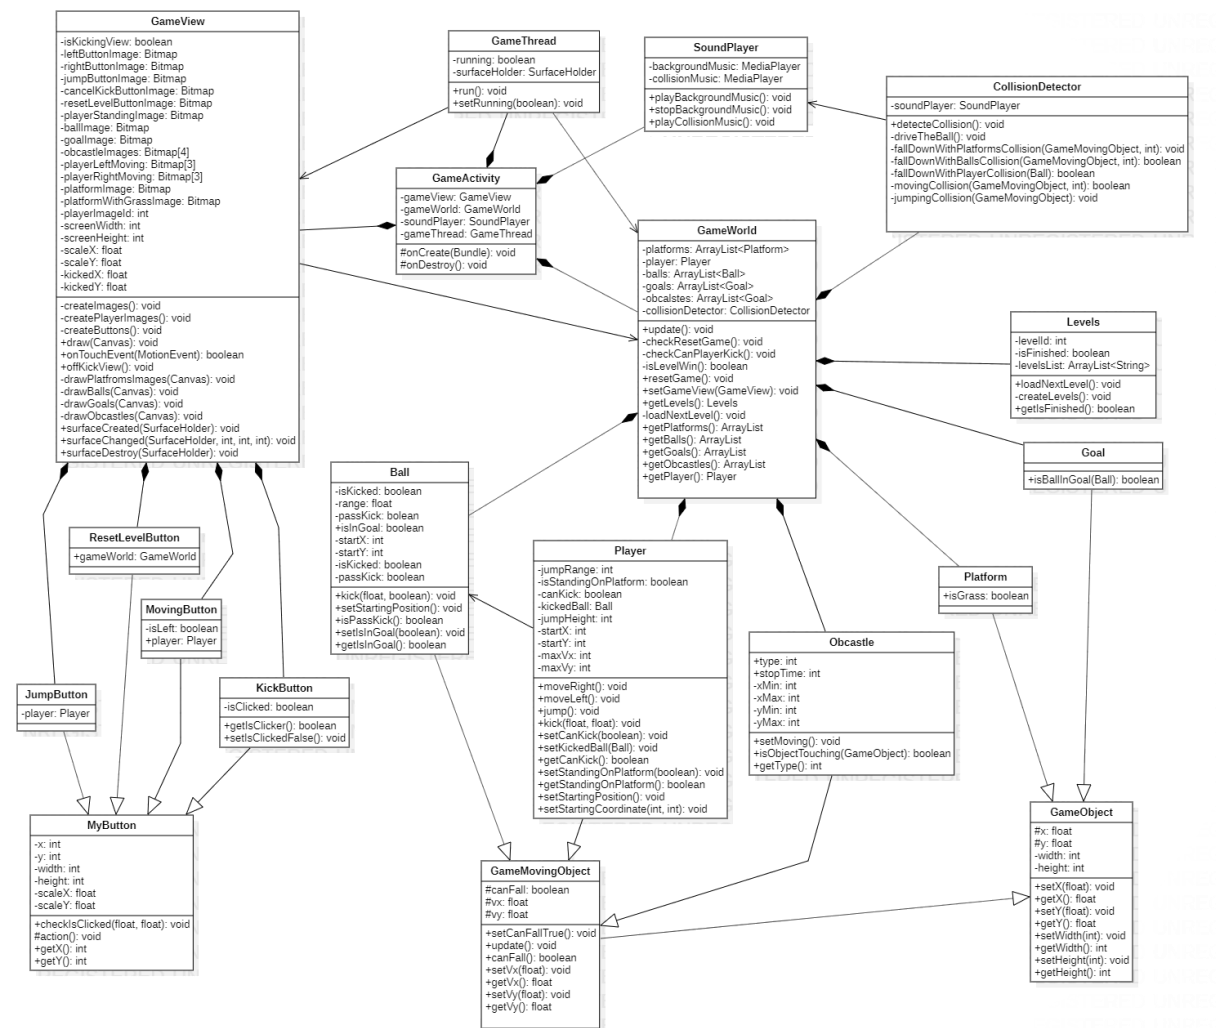 GameView
-isKickingView: boolean
-leftButtonImage: Bitmap
-rightButtonImage: Bitmap
-jumpButtonImage: Bitmap
-cancelKickButtonImage: Bitmap
-resetLevelButtonImage: Bitmap
-playerStandingImage: Bitmap
-ballImage: Bitmap
-goalImage: Bitmap
-obcastleImages: Bitmap[4]
-playerLeftMoving: Bitmap[3]
-playerRightMoving: Bitmap[3]
-platformImage: Bitmap
-platformWithGrassImage: Bitmap
-playerImageId: int
-screenWidth: int
-screenHeight: int
-scaleX: float
-scaleY: float
-kickedX: float
-kickedY: float
-createImages(): void
-createPlayerImages(): void
-createButtons(): void
+draw(Canvas): void
+onTouchEvent(MotionEvent): boolean
+offKickView(): void
-drawPlatfromsImages(Canvas): void
-drawBalls(Canvas): void
-drawGoals(Canvas): void
-drawObcastles(Canvas): void
+surfaceCreated(SurfaceHolder): void
+surfaceChanged(SurfaceHolder, int, int, int): void
+surfaceDestroy(SurfaceHolder): void
GameThread
-running: boolean
-surfaceHolder: SurfaceHolder
+run(): void
+setRunning(boolean): void
SoundPlayer
-backgroundMusic: MediaPlayer
-collisionMusic: MediaPlayer
+playBackgroundMusic(): void
+stopBackgroundMusic(): void
+playCollisionMusic(): void
CollisionDetector
-soundPlayer: SoundPlayer
+detecteCollision(): void
-driveTheBall(): void
-fallDownWithPlatformsCollision(GameMovingObject, int): void
-fallDownWithBallsCollision(GameMovingObject, int): boolean
-fallDownWithPlayerCollision(Ball): boolean
-movingCollision(GameMovingObject, int): boolean
-jumpingCollision(GameMovingObject): void
GameActivity
-gameView: GameView
-gameWorld: GameWorld
-soundPlayer: SoundPlayer
-gameThread: GameThread
#onCreate(Bundle): void
#onDestroy(): void
GameWorld
-platforms: ArrayList<Platform>
-player: Player
-balls: ArrayList<Ball>
-goals: ArrayList<Goal>
-obcalstes: ArrayList<Goal>
-collisionDetector: CollisionDetector
+update(): void
-checkResetGame(): void
-checkCanPlayerKick(): void
-isLevelWin(): boolean
+resetGame(): void
+setGameView(GameView): void
+getLevels(): Levels
-loadNextLevel(): void
+getPlatforms(): ArrayList
+getBalls(): ArrayList
+getGoals(): ArrayList
+getObcastles(): ArrayList
+getPlayer(): Player
Levels
-levelId: int
-isFinished: boolean
-levelsList: ArrayList<String>
+loadNextLevel(): void
-createLevels(): void
+getIsFinished(): boolean
Goal
+isBallInGoal(Ball): boolean
Ball
-isKicked: boolean
-range: float
-passKick: bolean
+isInGoal: boolean
-startX: int
-startY: int
-isKicked: boolean
-passKick: boolean
+kick(float, boolean): void
+setStartingPosition(): void
+isPassKick(): boolean
+setIsInGoal(boolean): void
+getIsInGoal(): boolean
ResetLevelButton
+gameWorld: GameWorld
Player
-jumpRange: int
-isStandingOnPlatform: boolean
-canKick: boolean
-kickedBall: Ball
-jumpHeight: int
-startX: int
-startY: int
-maxVx: int
-maxVy: int
+moveRight(): void
+moveLeft(): void
+jump(): void
+kick(float, float): void
+setCanKick(boolean): void
+setKickedBall(Ball): void
+getCanKick(): boolean
+setStandingOnPlatform(boolean): void
+getStandingOnPlatform(): boolean
+setStartingPosition(): void
+setStartingCoordinate(int, int): void
Platform
+isGrass: boolean
MovingButton
-isLeft: boolean
+player: Player
Obcastle
+type: int
+stopTime: int
-xMin: int
-xMax: int
-yMin: int
-yMax: int
+setMoving(): void
+isObjectTouching(GameObject): boolean
+getType(): int
JumpButton
-player: Player
KickButton
-isClicked: boolean
+getIsClicker(): boolean
+setIsClickedFalse(): void
MyButton
-x: int
-y: int
-width: int
-height: int
-scaleX: float
-scaleY: float
+checkIsClicked(float, float): void
#action(): void
+getX(): int
+getY(): int
GameMovingObject
#canFall: boolean
#vx: float
#vy: float
+setCanFallTrue(): void
+update(): void
+canFall(): boolean
+setVx(float): void
+getVx(): float
+setVy(float): void
+getVy(): float
GameObject
#x: float
#y: float
-width: int
-height: int
+setX(float): void
+getX(): float
+setY(float): void
+getY(): float
+setWidth(int): void
+getWidth(): int
+setHeight(int): void
+getHeight(): int